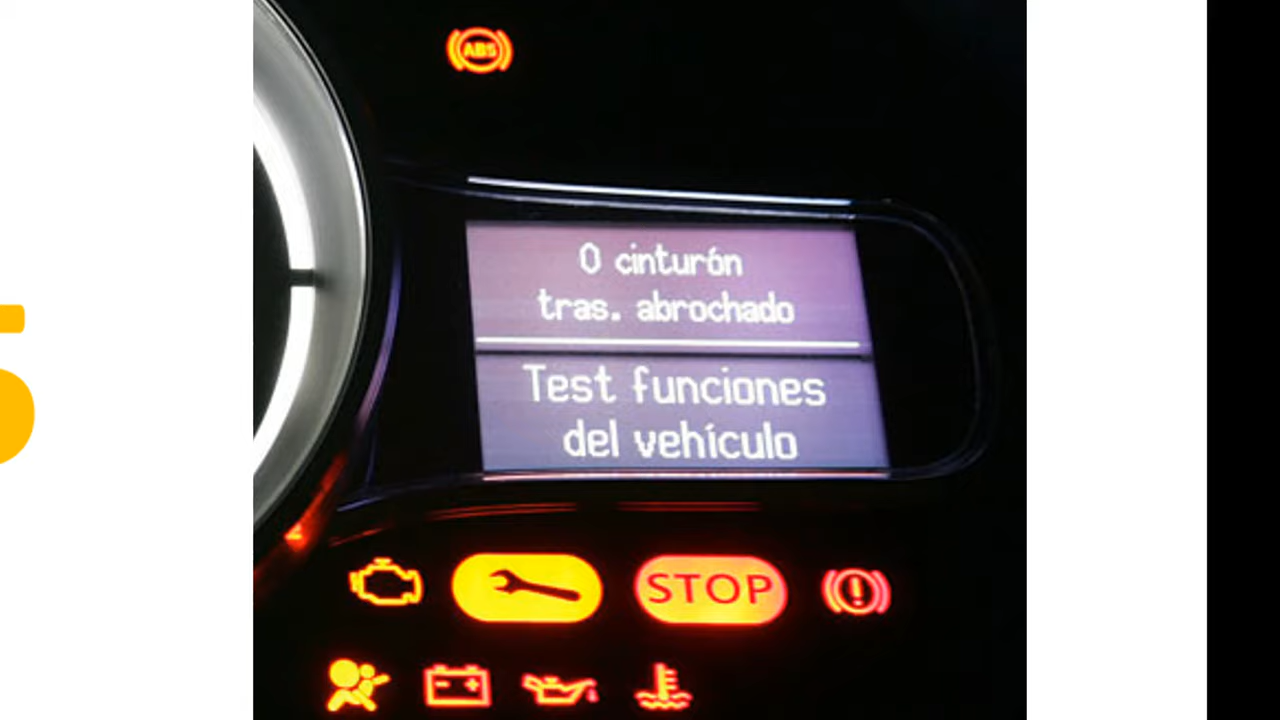 ABS
0 cinturón
tras. abrochado
Test funciones
del vehículo
STOP